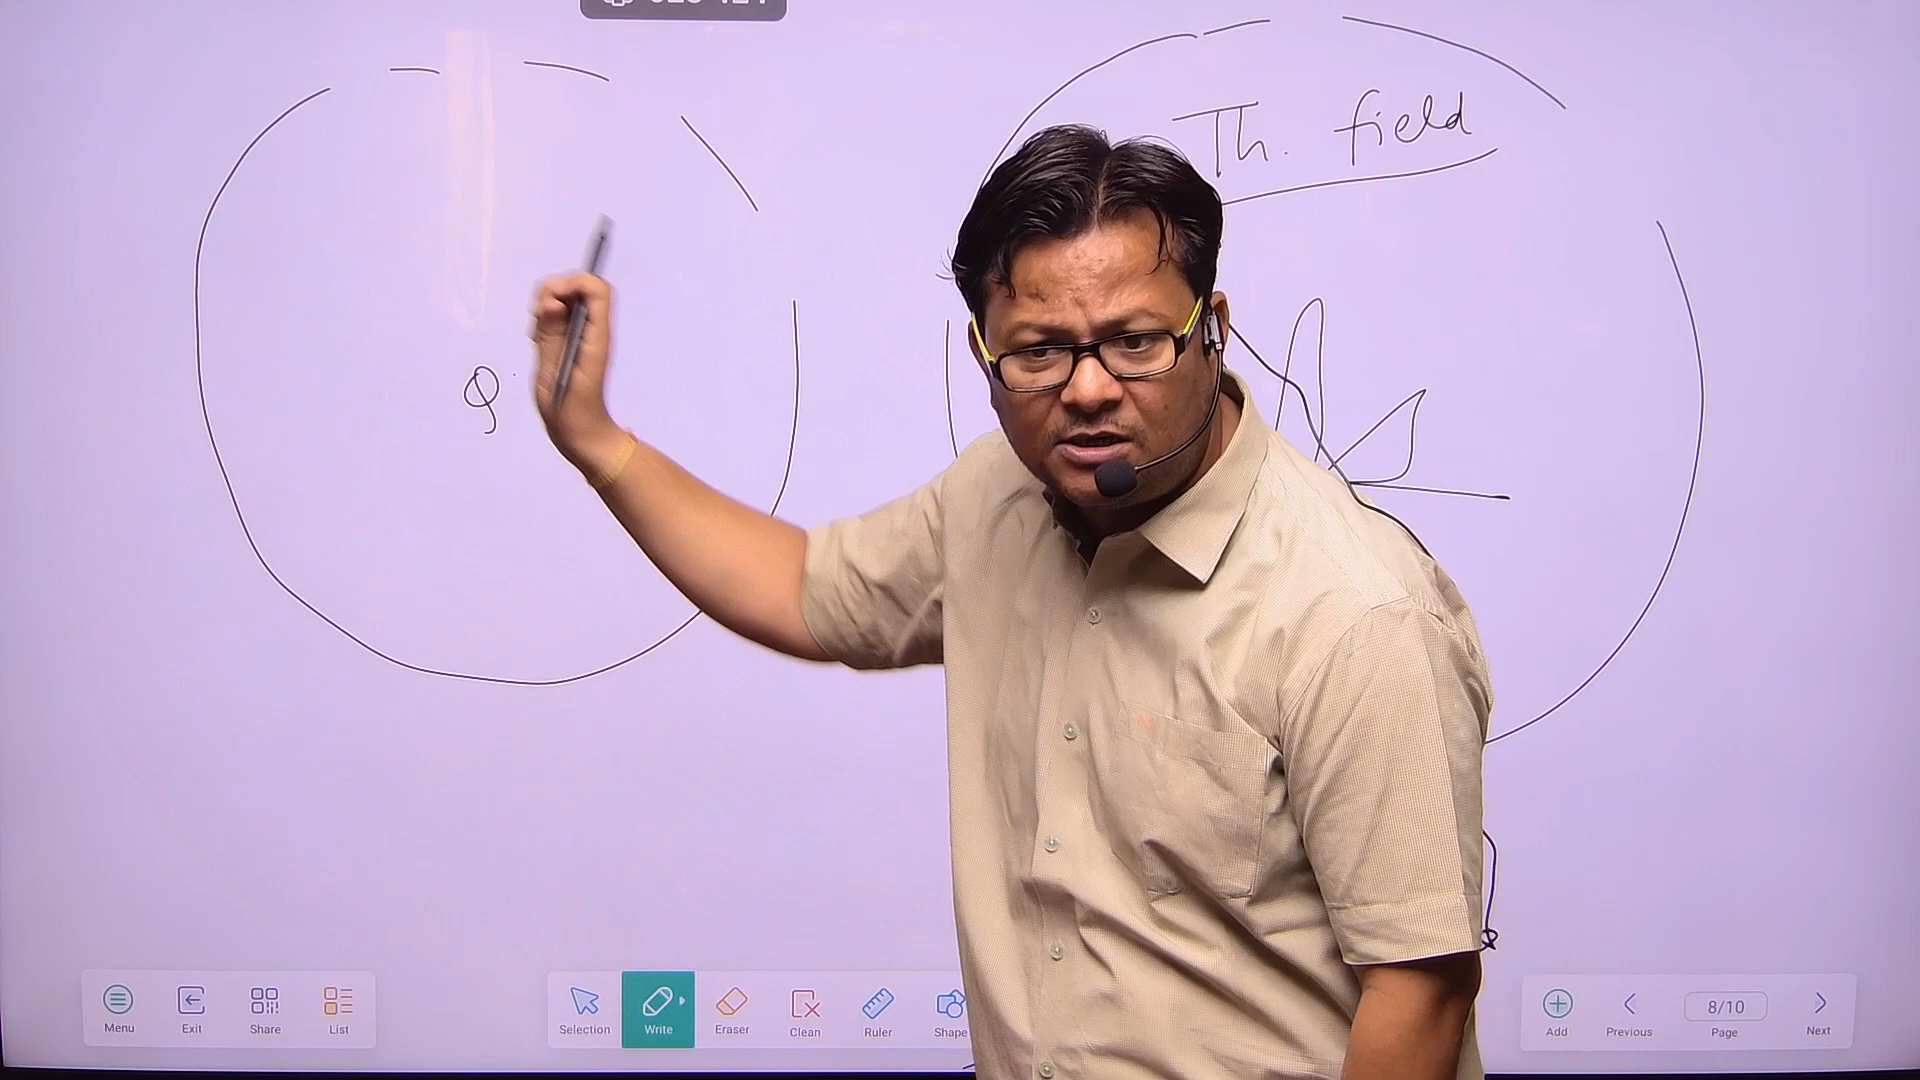 Th. field
Q
Menu
Exit
Share
List
Selection
Write
Eraser
Clean
Ruler
Shape
Add
Previous
8/10
Page
Next